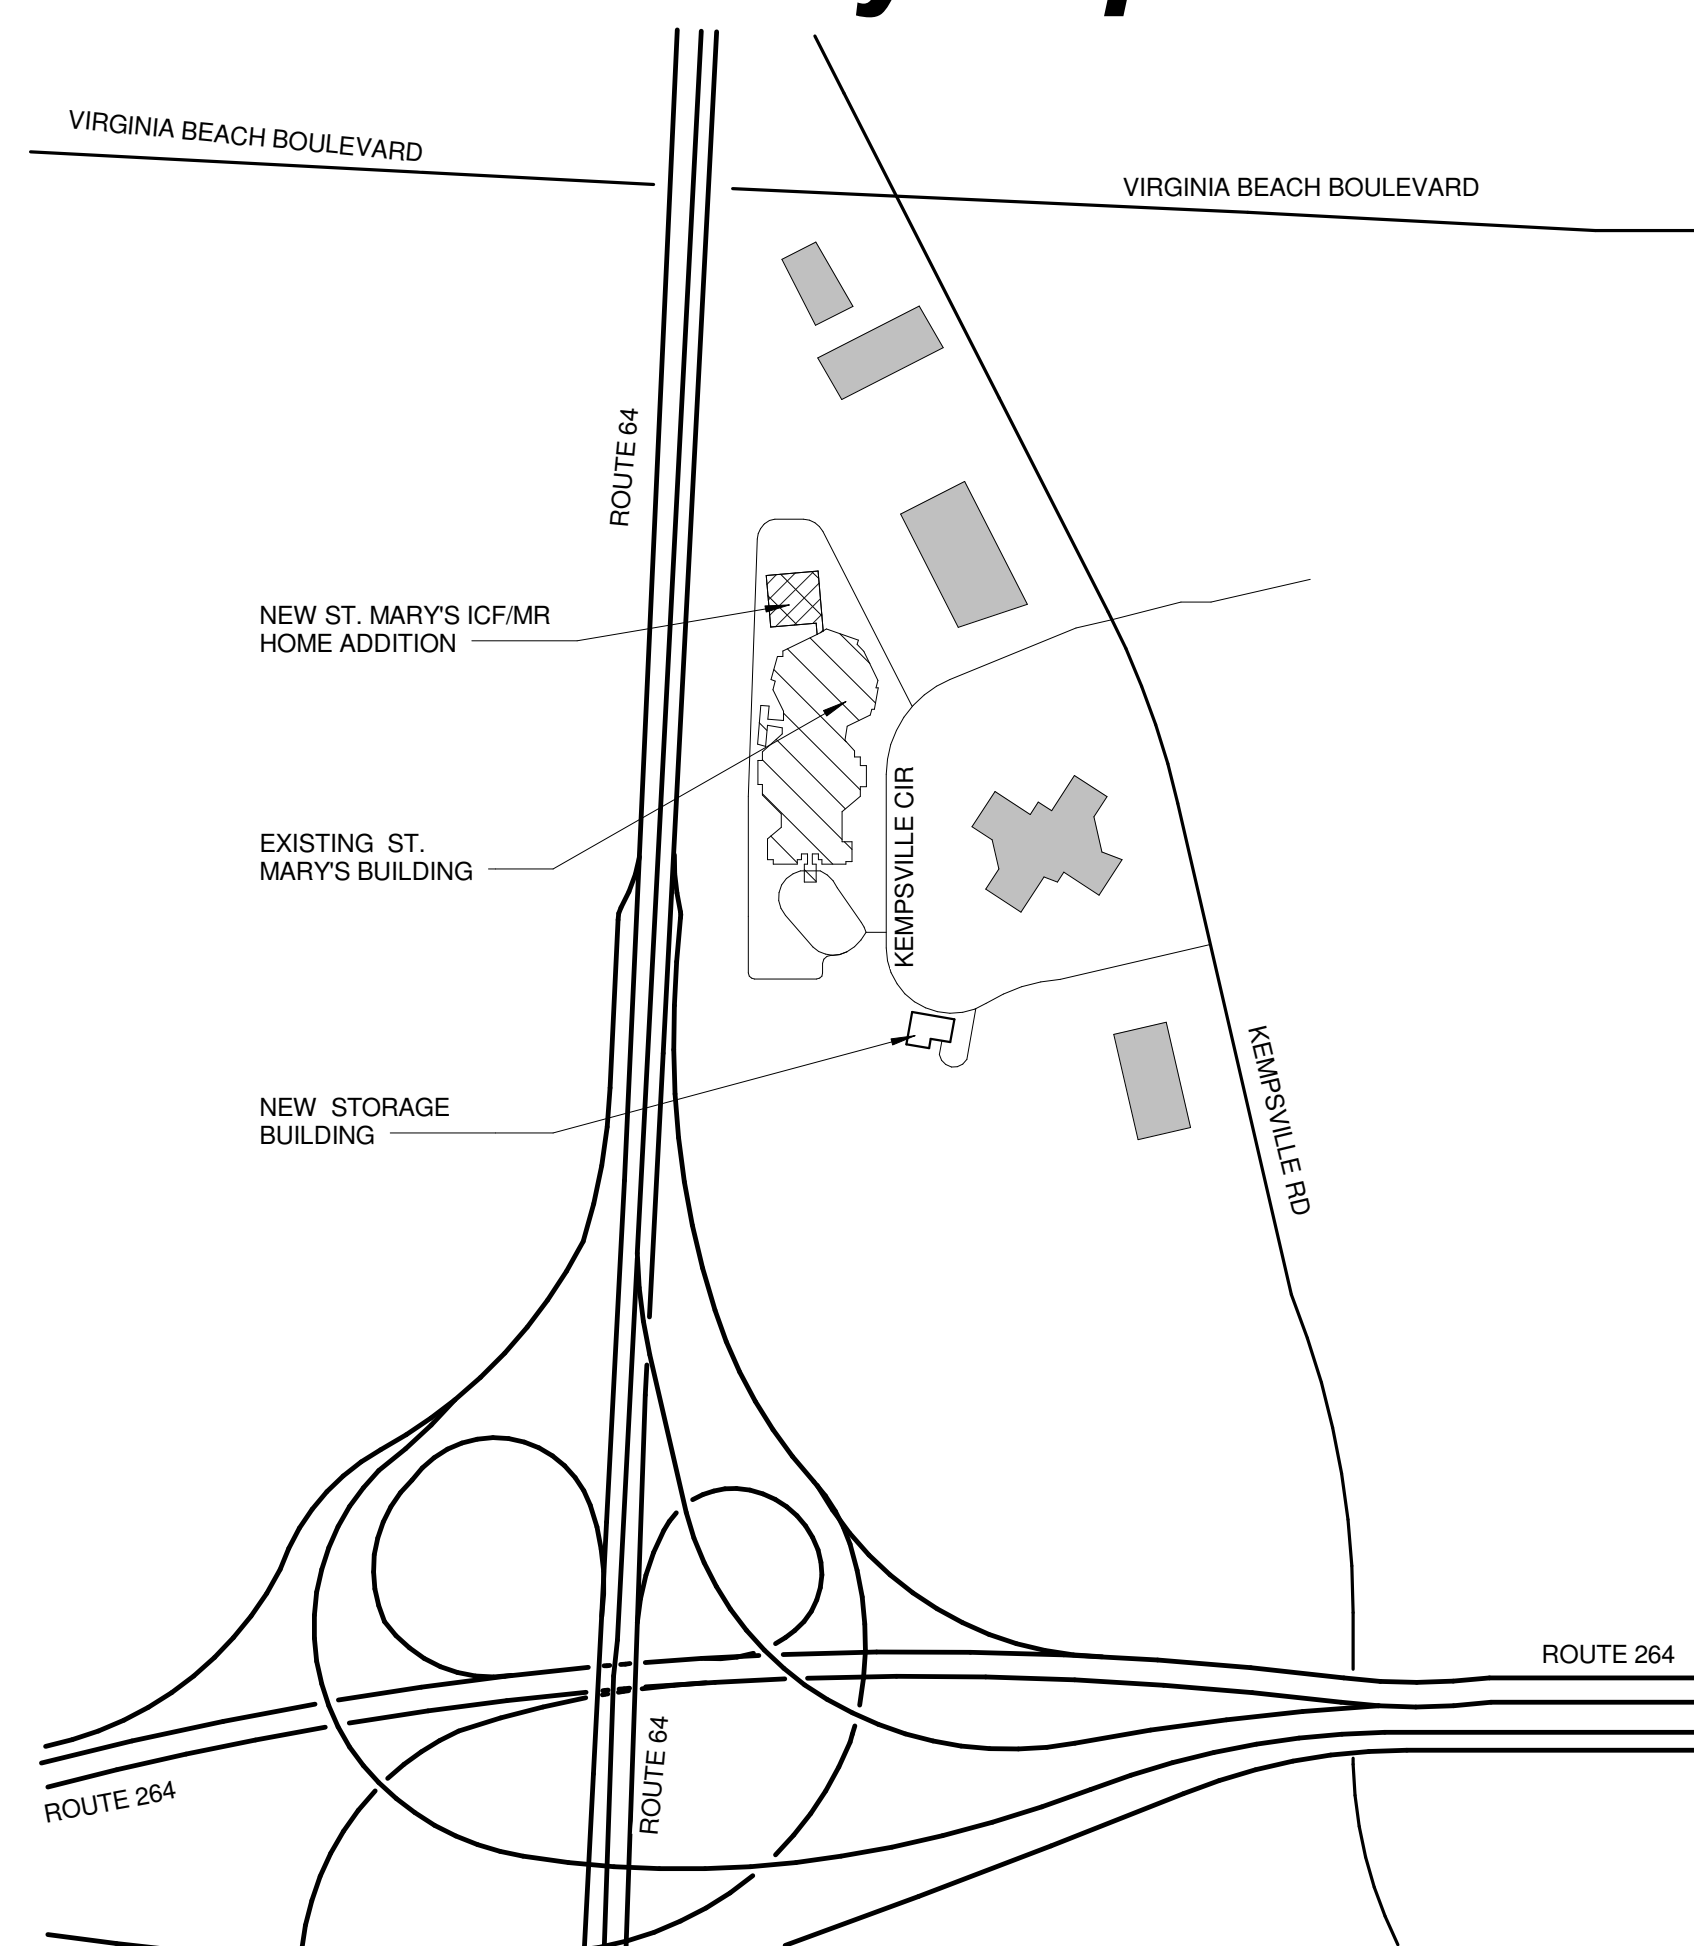 VIRGINIA BEACH BOULEVARD
VIRGINIA BEACH BOULEVARD
ROUTE 64
NEW ST. MARY'S ICF/MR
HOME ADDITION
EXISTING ST.
MARY'S BUILDING
KEMPSVILLE CIR
NEW STORAGE
BUILDING
KEMPSVILLE RD
ROUTE 264
ROUTE 64
ROUTE 264